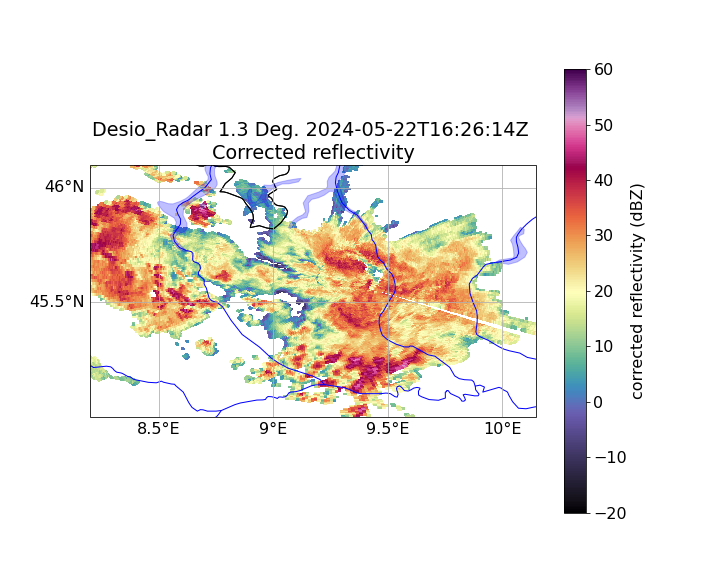 Desio_Radar 1.3 Deg. 2024-05-22T16:26:14Z
Corrected reflectivity
46°N
45.5°N
8.5°E 9°E 9.5°E 10°E
60
50
40
30
20
10
0
−10
−20
corrected reflectivity (dBZ)